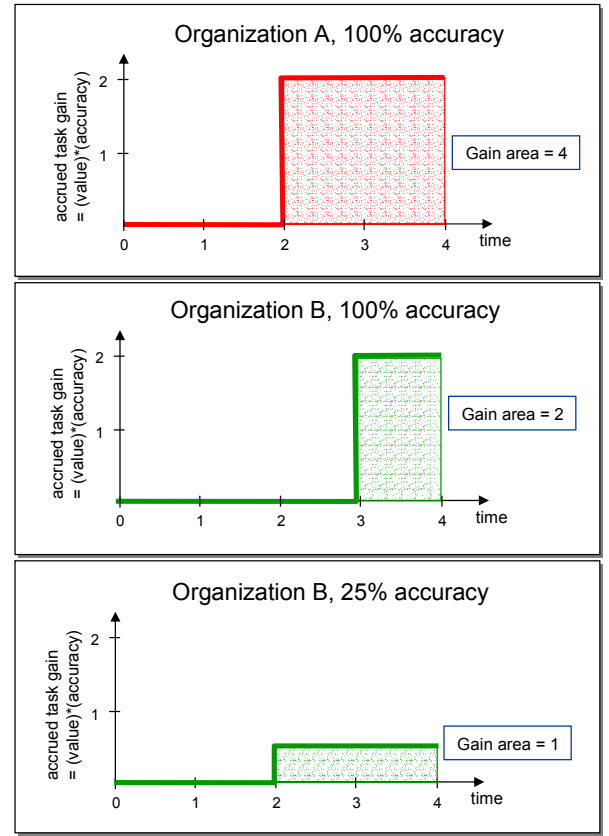 Organization A, 100% accuracy
accrued task gain
= (value)*(accuracy)
2
1
Gain area = 4
0 1 2 3 4 time
Organization B, 100% accuracy
accrued task gain
= (value)*(accuracy)
2
1
Gain area = 2
0 1 2 3 4 time
Organization B, 25% accuracy
accrued task gain
= (value)*(accuracy)
2
1
Gain area = 1
0 1 2 3 4 time